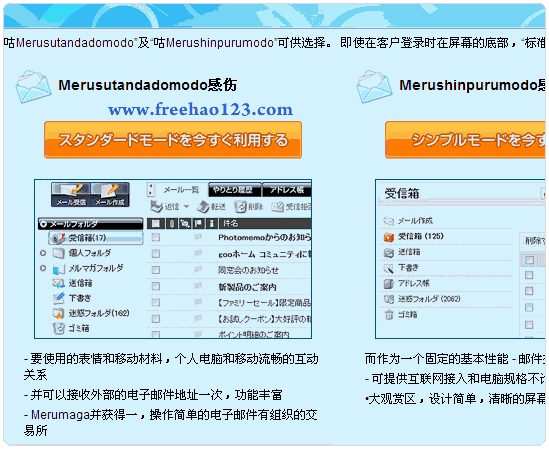 咕Merusutandadomodo”及“咕Merushinpurumodo”可供选择。 即使在客户登录时在屏幕的底部，“标准
Merusutandadomodo感伤
www.freehao123.com
スタンダードモードを今すぐ利用する
メール受信 メール作成
メール一覧 やりとり履歴 アドレス帳
返信 転送 削除 受信拒否
メールフォルダ
件名
受信箱(17)
Photomemoからのお知ら
個人フォルダ
gooホーム コミュニティに
メルマガフォルダ
同窓会のお知らせ
送信箱
新製品のご案内
下書き
【ファミリーセール】限定商品
迷惑フォルダ(162)
【お試しクーポン】大好評の新
ゴミ箱
ポイント明細のご案内
- 要使用的表情和移动材料，个人电脑和移动流畅的互动
关系
- 并可以接收外部的电子邮件地址一次，功能丰富
- Merumaga并获得一，操作简单的电子邮件有组织的交
易所
Merushinpurumodo感
シンプルモードを今す
受信箱
メール作成
受信箱 (125)
送信箱
下書き
アドレス帳
迷惑フォルダ (2062)
ゴミ箱
削除
而作为一个固定的基本性能 - 邮件
- 可提供互联网接入和电脑规格不
•大观赏区，设计简单，清晰的屏幕